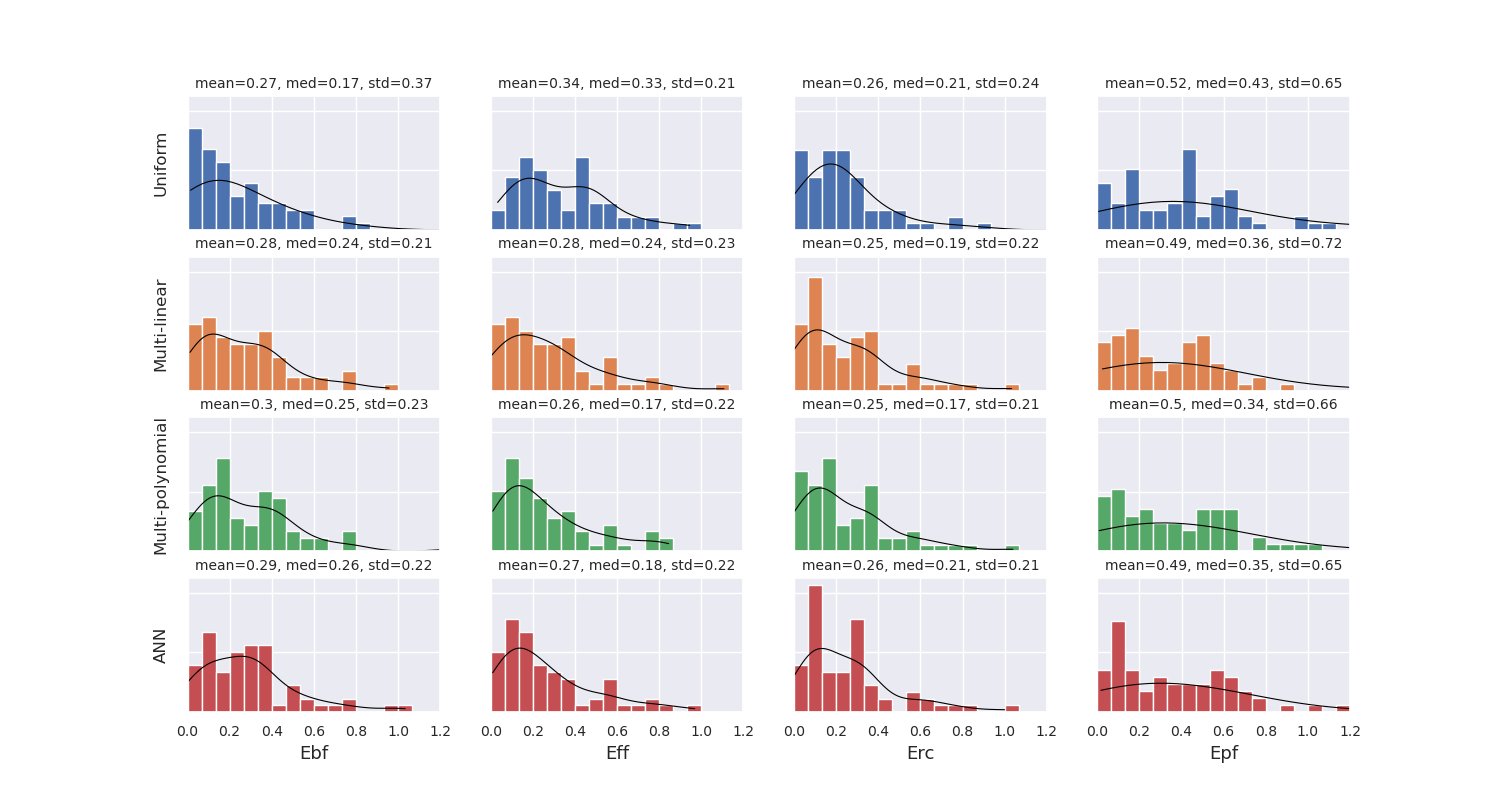 mean=0.27, med=0.17, std=0.37
mean=0.34, med=0.33, std=0.21
mean=0.26, med=0.21, std=0.24
mean=0.52, med=0.43, std=0.65
Uniform
mean=0.28, med=0.24, std=0.21
mean=0.28, med=0.24, std=0.23
mean=0.25, med=0.19, std=0.22
mean=0.49, med=0.36, std=0.72
Multi-linear
mean=0.3, med=0.25, std=0.23
mean=0.26, med=0.17, std=0.22
mean=0.25, med=0.17, std=0.21
mean=0.5, med=0.34, std=0.66
Multi-polynomial
mean=0.29, med=0.26, std=0.22
mean=0.27, med=0.18, std=0.22
mean=0.26, med=0.21, std=0.21
mean=0.49, med=0.35, std=0.65
ANN
0.0 0.2 0.4 0.6 0.8 1.0 1.2
0.0 0.2 0.4 0.6 0.8 1.0 1.2
0.0 0.2 0.4 0.6 0.8 1.0 1.2
0.0 0.2 0.4 0.6 0.8 1.0 1.2
Ebf
Eff
Erc
Epf